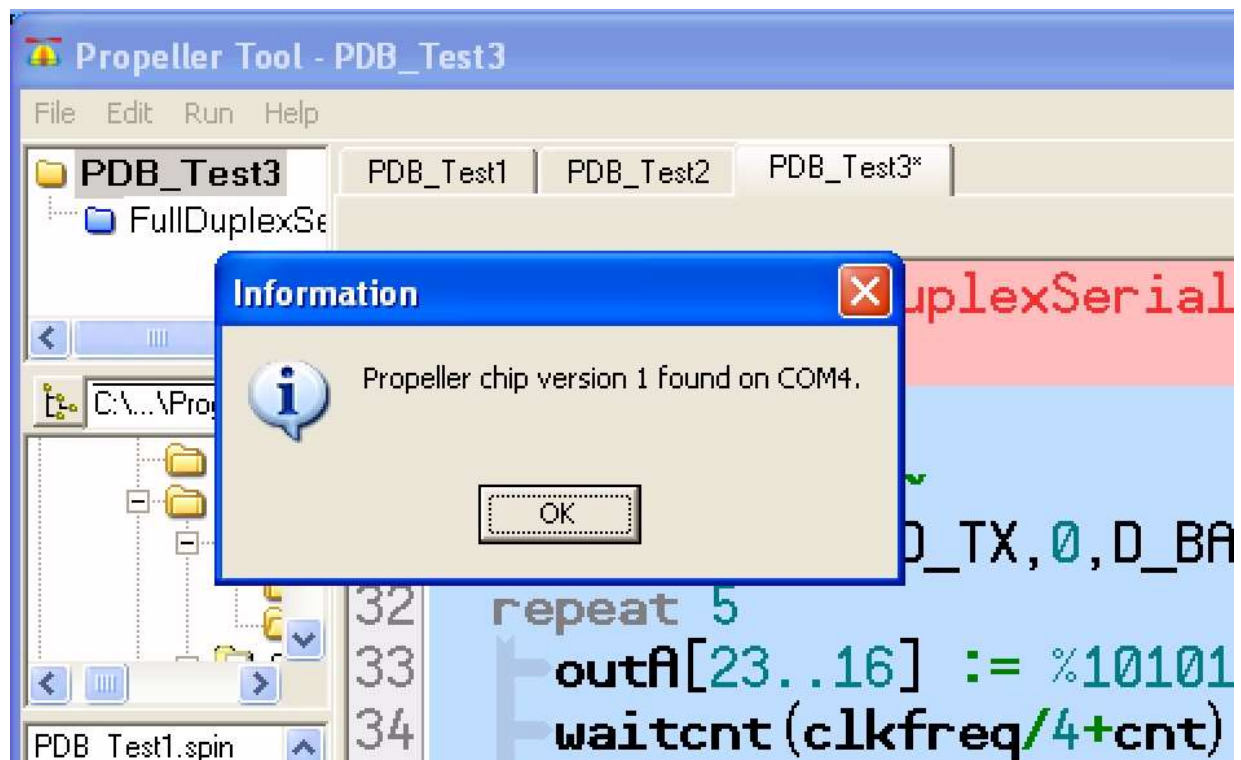 Propeller Tool - PDB_Test3
File Edit Run Help
PDB_Test3
FullDuplexSe
PDB_Test1 PDB_Test2 PDB_Test3*
Information
uplexSerial
Propeller chip version 1 found on COM4.
C:\...\Pro
OK
D_TX,0,D_BA
32 repeat 5
33 outA[23..16] := %10101
34 waitcnt(clkfreq/4+cnt)
PDB_Test1.spin